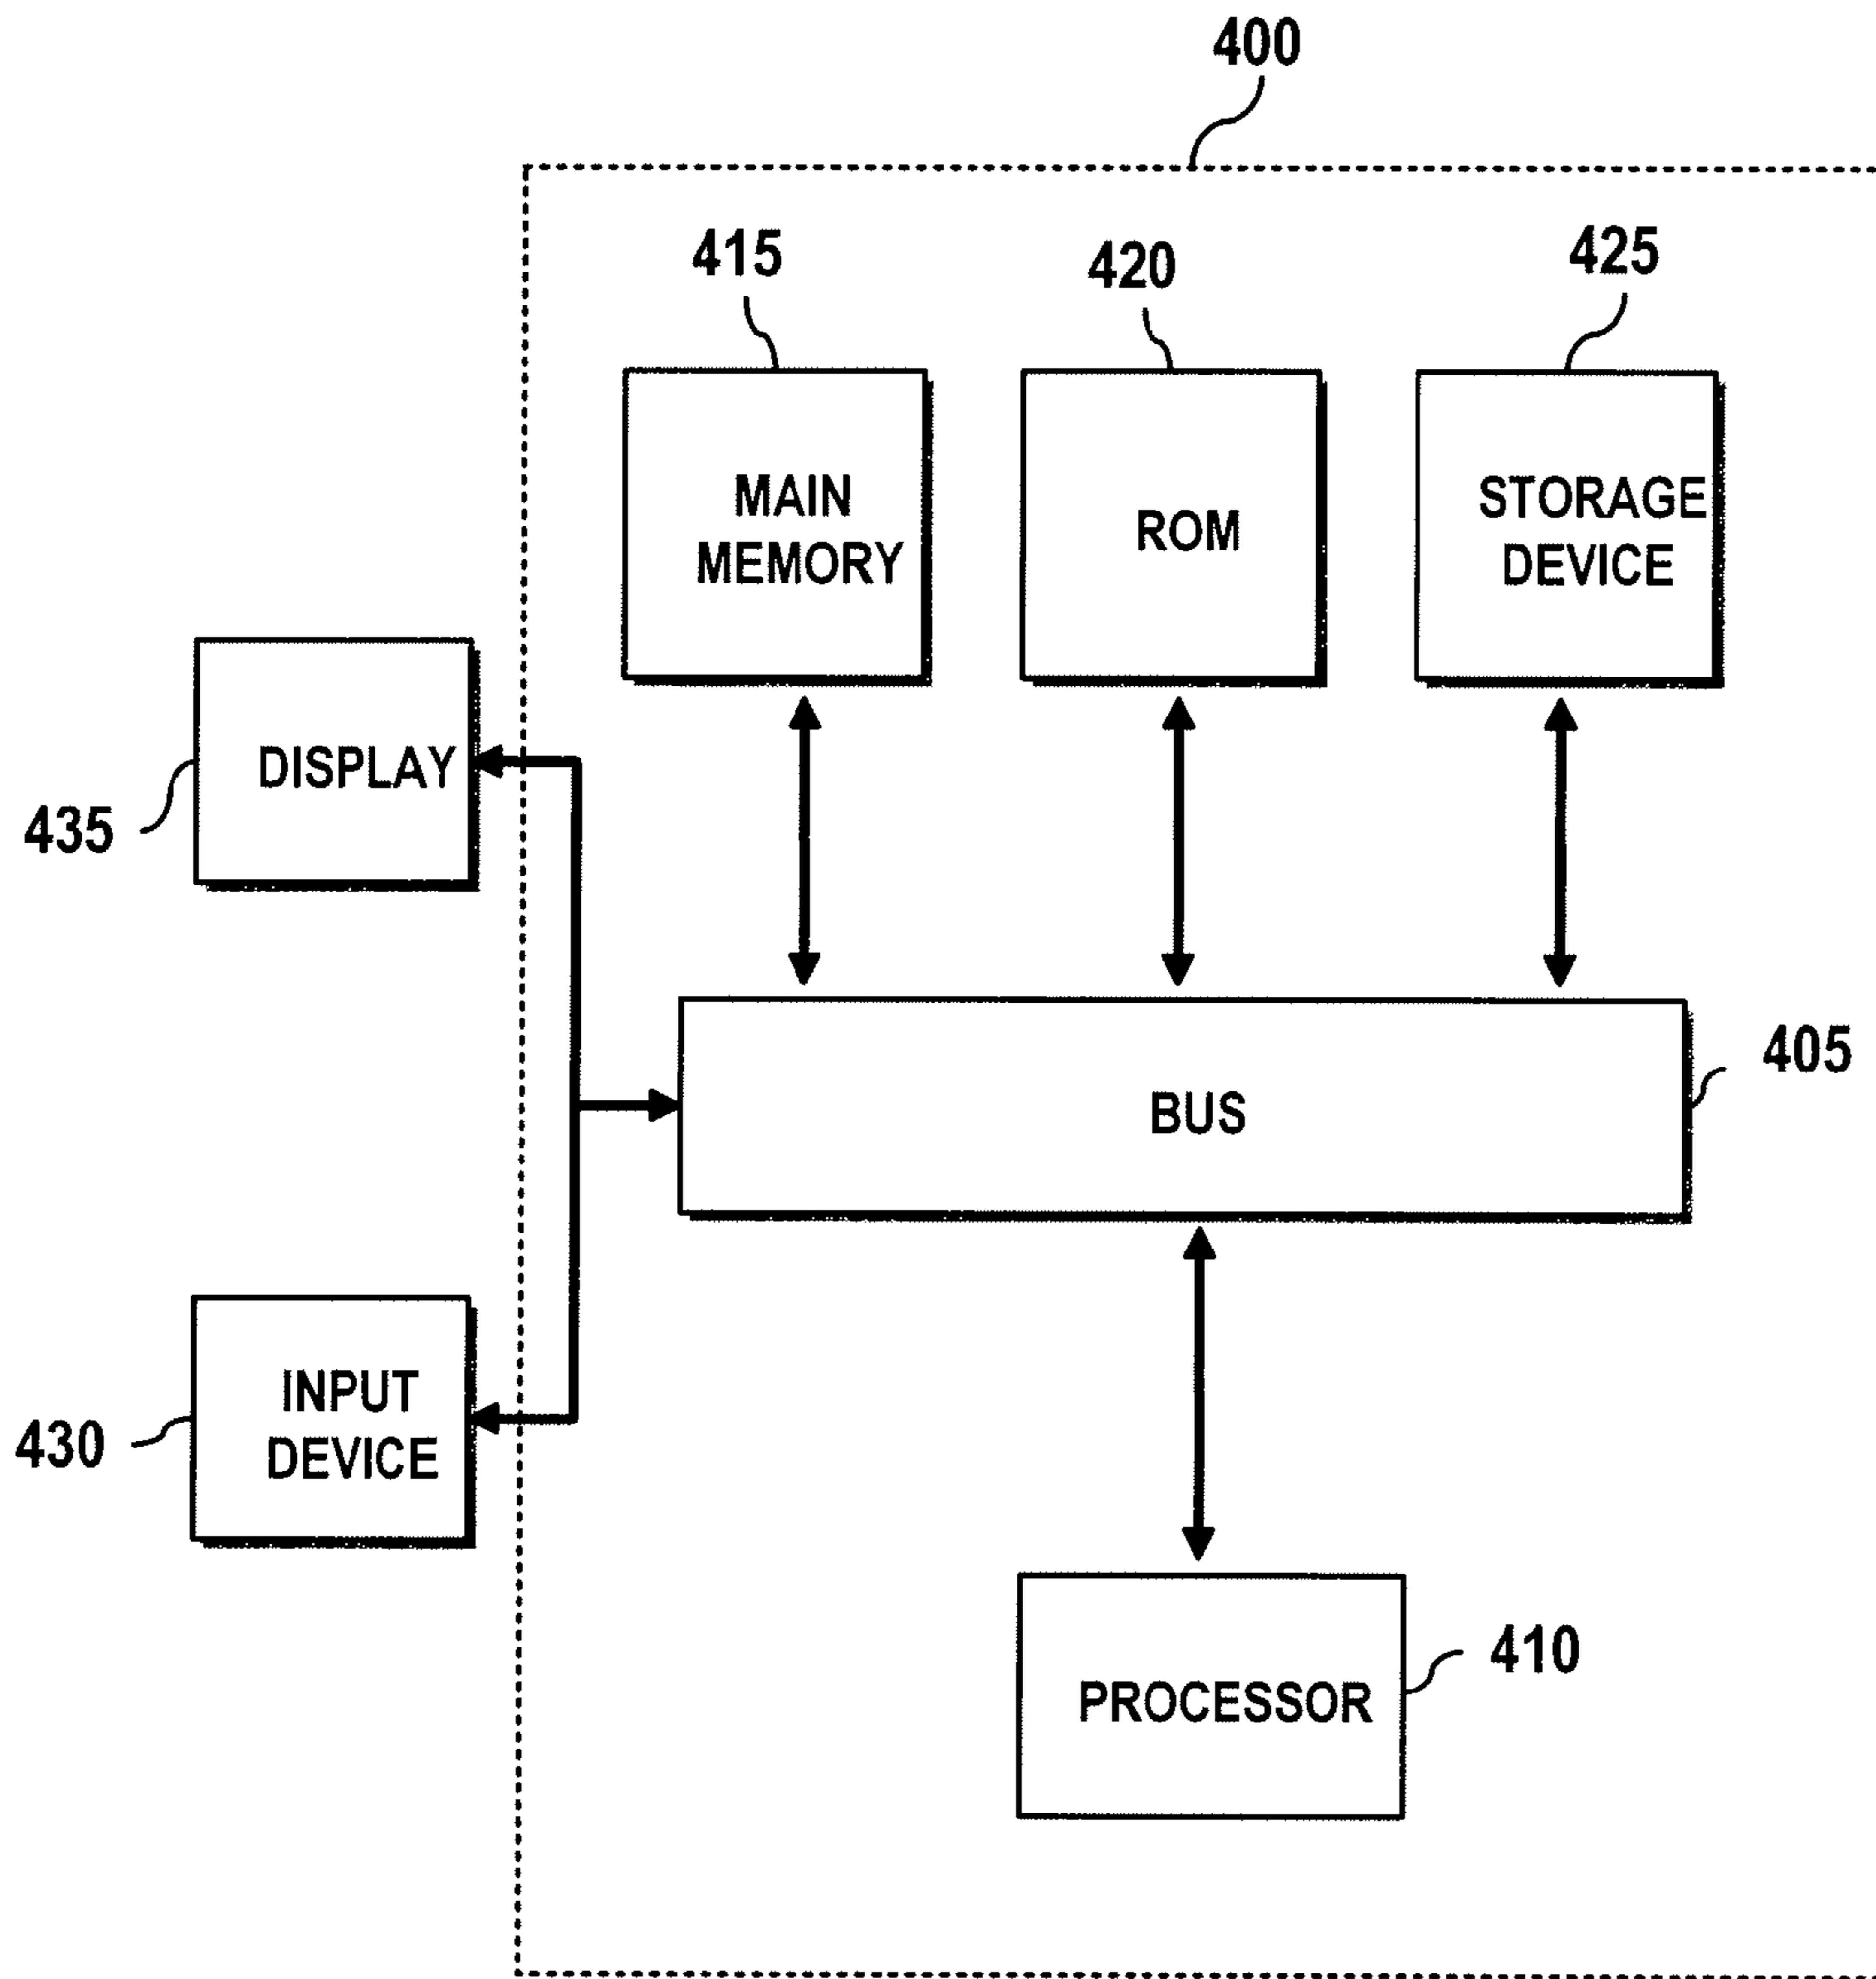 400
415
420
425
MAIN
MEMORY
ROM
STORAGE
DEVICE
DISPLAY
435
405
BUS
INPUT
DEVICE
430
410
PROCESSOR